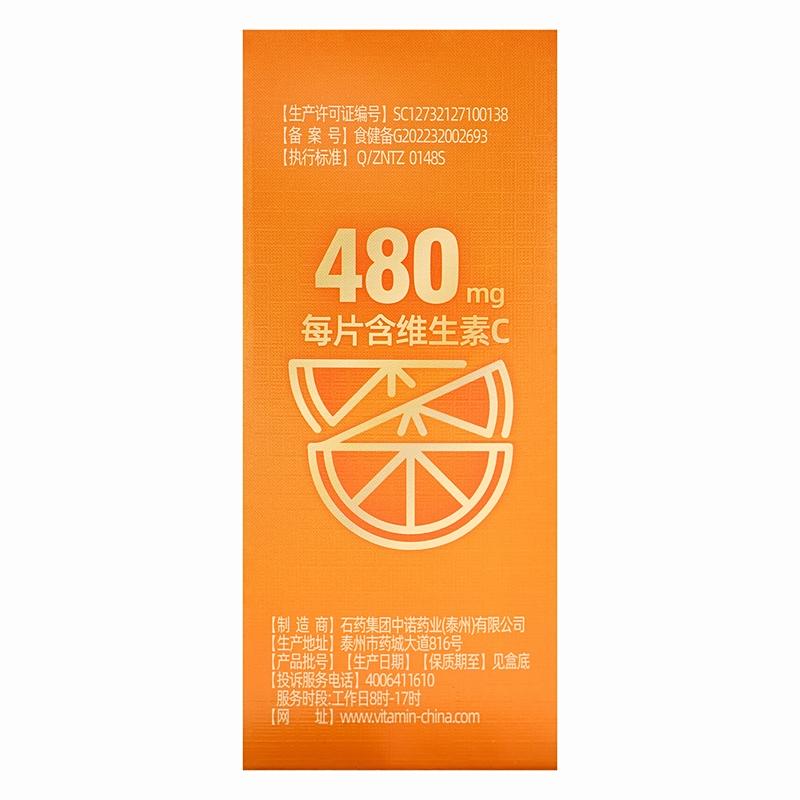 【生产许可证编号】SC12732127100138
【备 案 号】食健备G202232002693
【执行标准】Q/ZNTZ 0148S
480mg
每片含维生素C
【制 造 商】石药集团中诺药业(泰州)有限公司
【生产地址】泰州市药城大道816号
【产品批号】【生产日期】【保质期至】见盒底
【投诉服务电话】4006411610
服务时段:工作日8时-17时
【网 址】www.vitamin-china.com